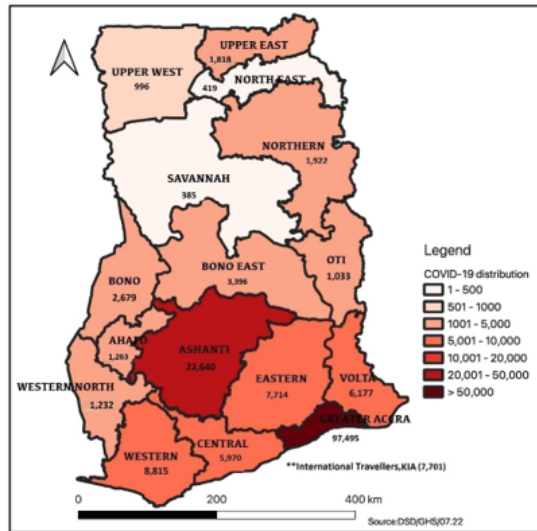 UPPER EAST
1,818
UPPER WEST
996
NORTH EAST
419
NORTHERN
1,922
SAVANNAH
385
OTI
1,033
BONO EAST
3,396
BONO
2,679
AHAFO
1,263
ASHANTI
22,640
WESTERN NORTH
1,232
EASTERN
7,714
VOLTA
6,177
GREATER ACCRA
97,495
CENTRAL
5,970
WESTERN
8,815
**International Travellers,KIA (7,701)
Legend
COVID-19 distribution
1 - 500
501 - 1000
1001 - 5,000
5,001 - 10,000
10,001 - 20,000
20,001 - 50,000
> 50,000
0 200 400 km
Source:DSD/GHS/07.22